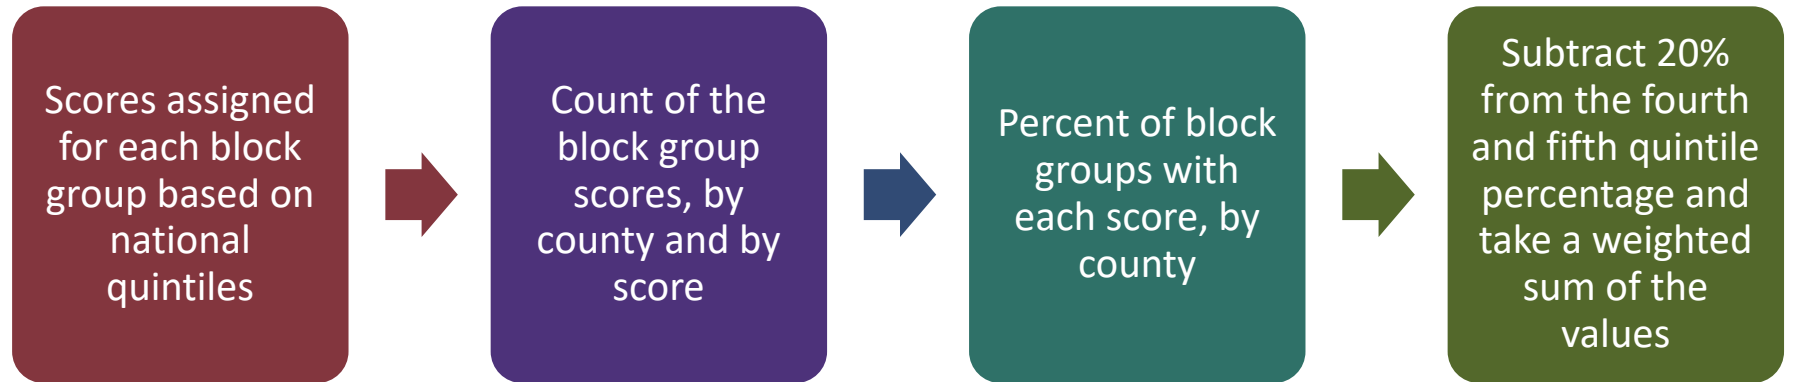 Scores assigned
for each block
group based on
national
quintiles
Count of the
block group
scores, by
county and by
score
Percent of block
groups with
each score, by
county
Subtract 20%
from the fourth
and fifth quintile
percentage and
take a weighted
sum of the
values